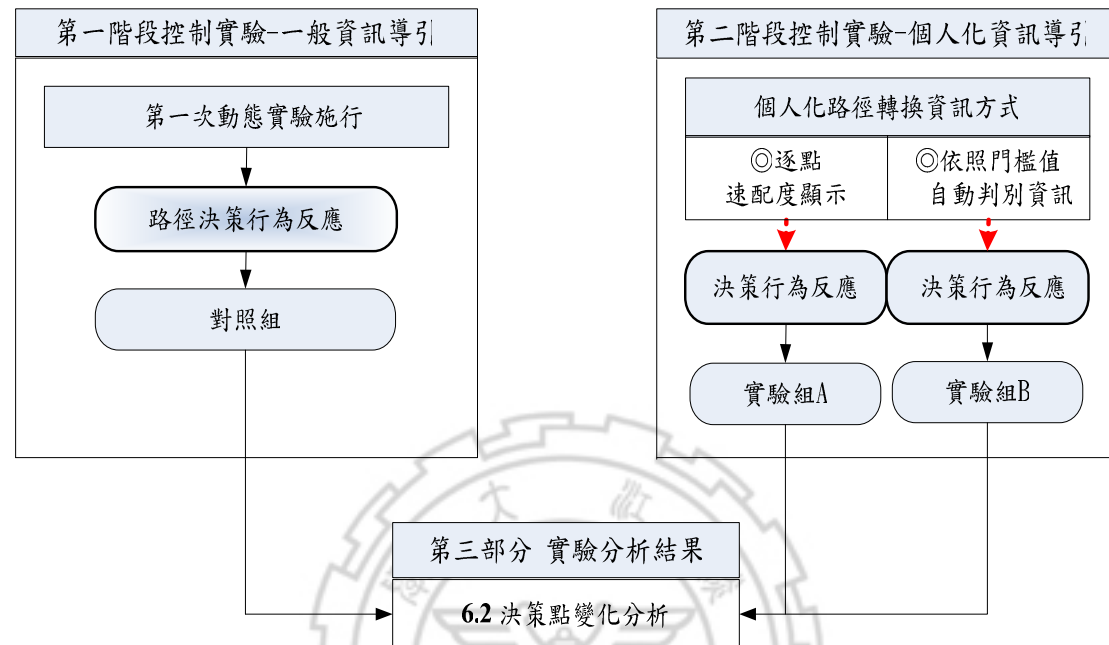 第一階段控制實驗-一般資訊導引
第一次動態實驗施行
路徑決策行為反應
對照組
第二階段控制實驗-個人化資訊導引
個人化路徑轉換資訊方式
◎逐點
速配度顯示
◎依照門檻值
自動判別資訊
決策行為反應
決策行為反應
實驗組A
實驗組B
第三部分 實驗分析結果
6.2 決策點變化分析